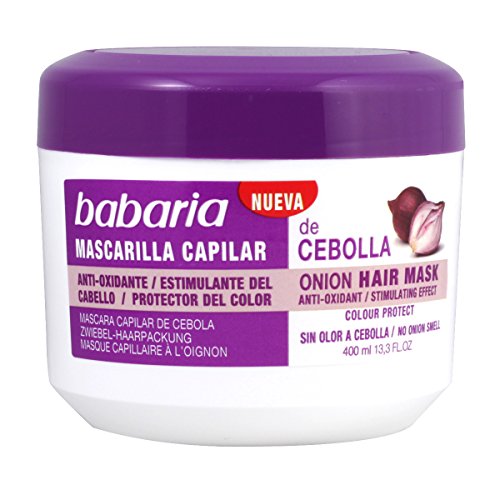 babaria
MASCARILLA CAPILAR
ANTI-OXIDANTE / ESTIMULANTE DEL
CABELLO / PROTECTOR DEL COLOR
MASCARA CAPILAR DE CEBOLA
ZWIEBEL-HAARPACKUNG
MASQUE CAPILLAIRE À L'OIGNON
NUEVA
de
CEBOLLA
ONION HAIR MASK
ANTI-OXIDANT / STIMULATING EFFECT
COLOUR PROTECT
SIN OLOR A CEBOLLA / NO ONION SMELL
400 ml 13,3 FL.OZ